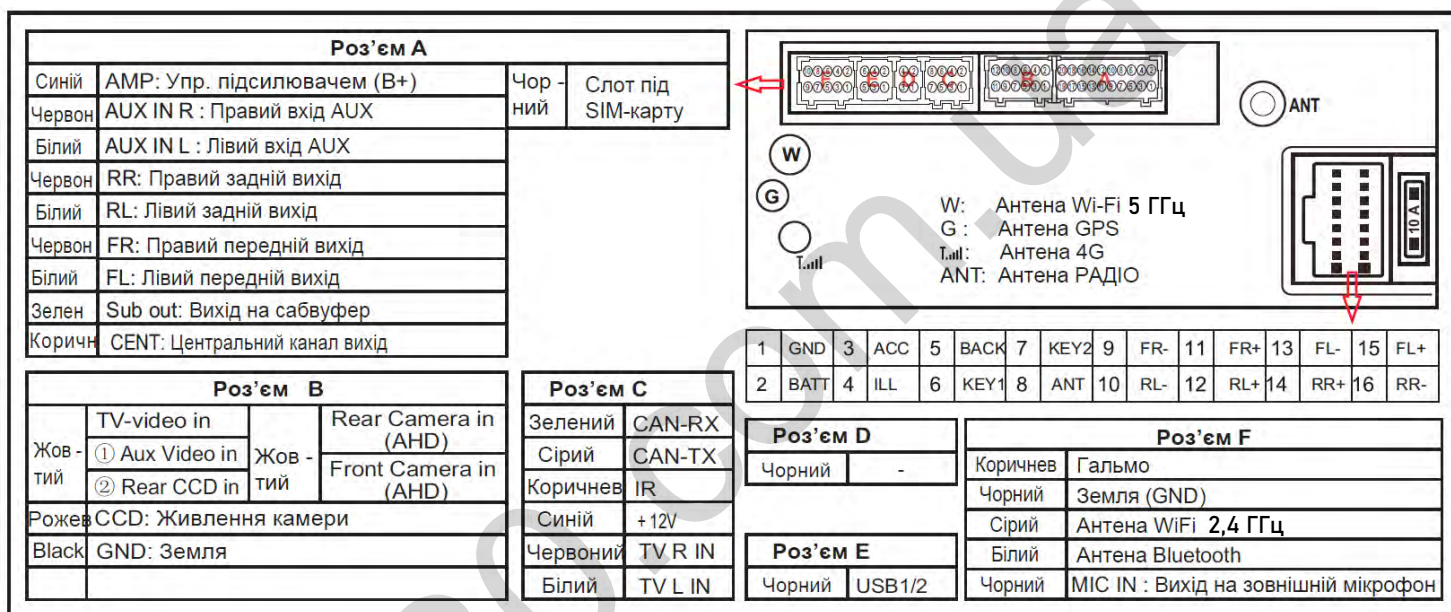 Роз’єм А
Синій AMP: Упр. підсилювачем (B+) Чор - ний Слот під SIM-карту
Червон AUX IN R : Правий вхід AUX
Білий AUX IN L : Лівий вхід AUX
Червон RR: Правий задній вихід
Білий RL: Лівий задній вихід
Червон FR: Правий передній вихід
Білий FL: Лівий передній вихід
Зелен Sub out: Вихід на сабвуфер
Коричн CENT: Центральний канал вихід
F E D C B A
ANT
W
G
T
10 A
W: Антена Wi-Fi 5 ГГц
G : Антена GPS
T: Антена 4G
ANT: Антена РАДІО
1 GND 3 ACC 5 BACK 7 KEY2 9 FR- 11 FR+ 13 FL- 15 FL+
2 BATT 4 ILL 6 KEY1 8 ANT 10 RL- 12 RL+ 14 RR+ 16 RR-
Роз’єм B
Жов - тий
TV-video in
① Aux Video in
② Rear CCD in
Жов - тий
Rear Camera in
(AHD)
Front Camera in
(AHD)
Рожев CCD: Живлення камери
Black GND: Земля
Роз’єм C
Зелений CAN-RX
Сірий CAN-TX
Коричнев IR
Синій + 12V
Червоний TV R IN
Білий TV L IN
Роз’єм D
Чорний -
Роз’єм E
Чорний USB1/2
Роз’єм F
Коричнев Гальмо
Чорний Земля (GND)
Сірий Антена WiFi 2,4 ГГц
Білий Антена Bluetooth
Чорний MIC IN : Вихід на зовнішній мікрофон